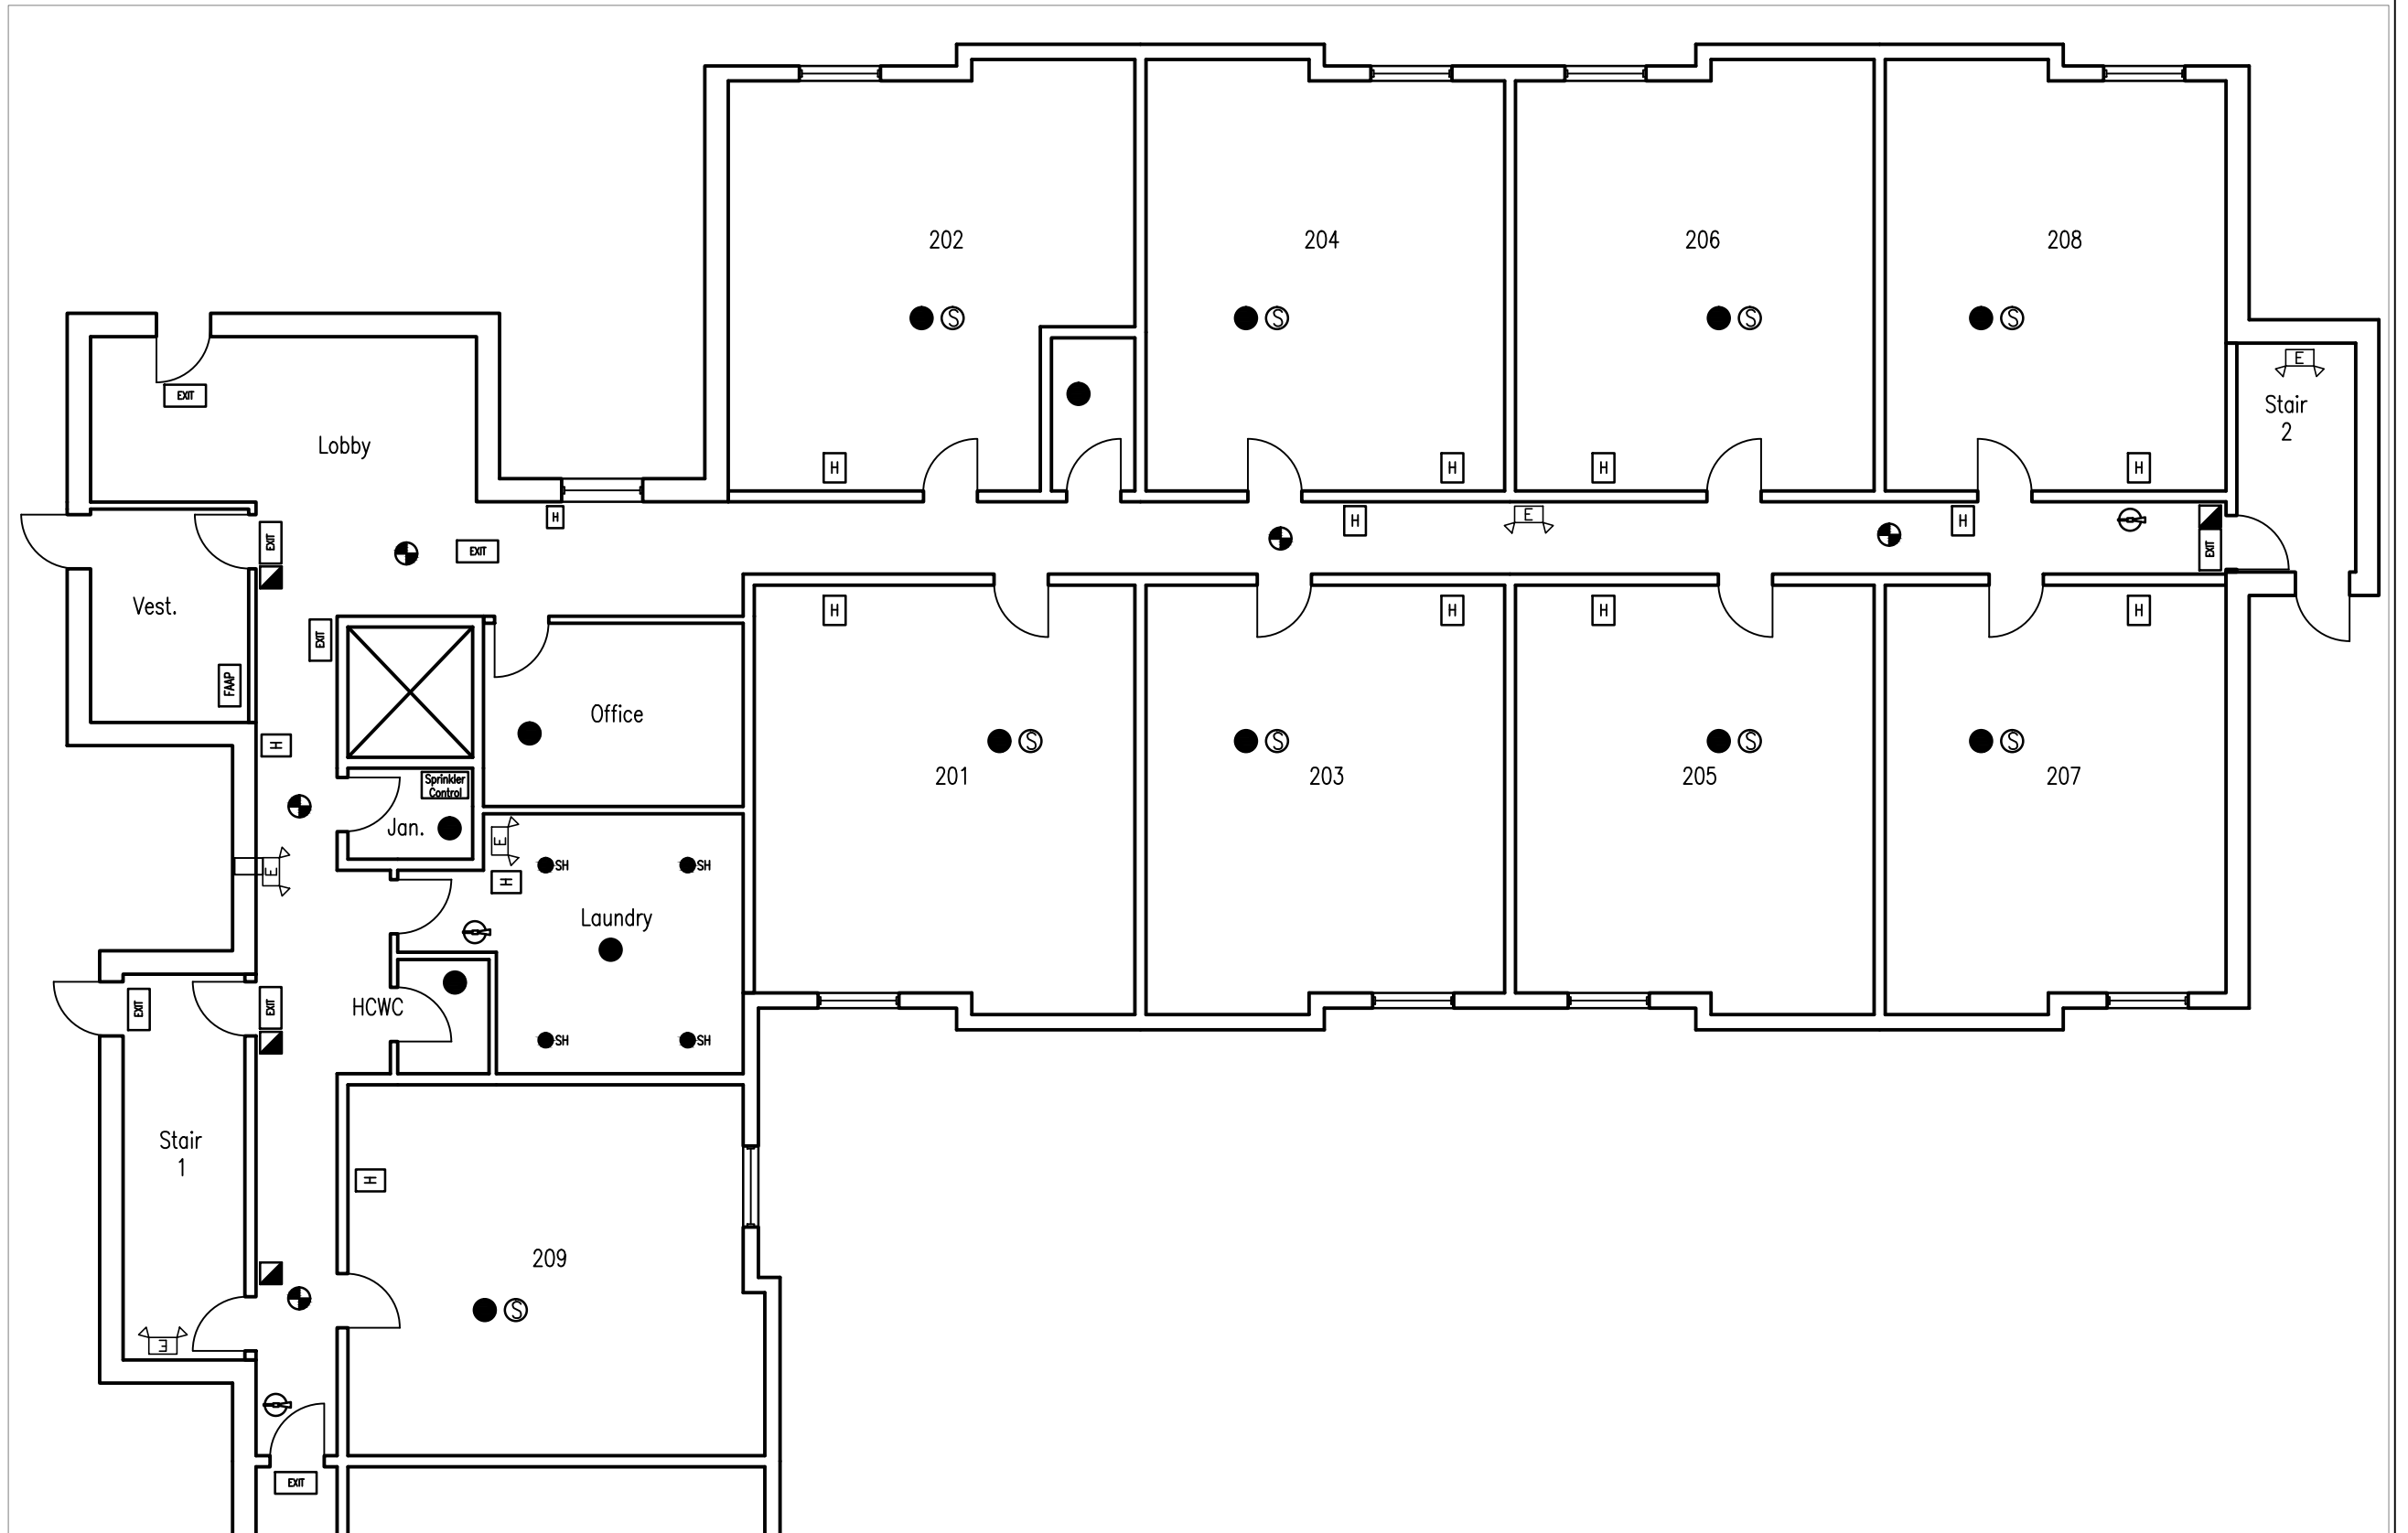 202
204
206
208
S
S
S
S
E
EXIT
Stair
2
Lobby
H
H
H
H
H
H
E
H
EXIT
EXIT
EXIT
H
H
H
H
Vest.
EXIT
FAAP
Office
H
S
S
S
S
201
203
205
207
Sprinkler
Control
Jan.
E
E
SH
SH
H
Laundry
EXIT
EXIT
HCWC
SH
SH
Stair
1
H
209
S
E
EXIT